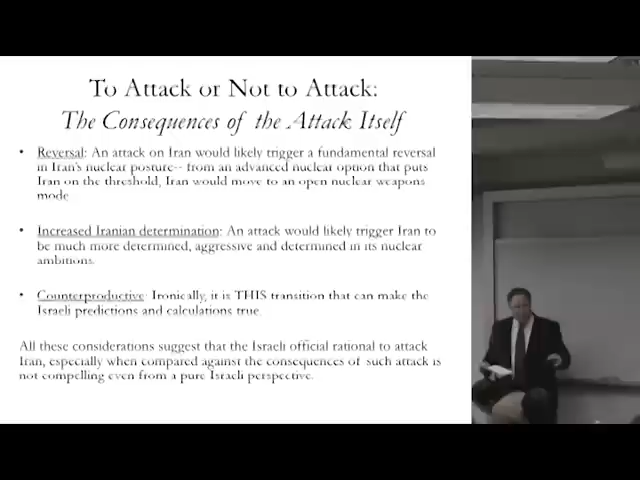 To Attack or Not to Attack:
The Consequences of the Attack Itself
• Reversal: An attack on Iran would likely trigger a fundamental reversal
in Iran's nuclear posture-- from an advanced nuclear option that puts
Iran on the threshold, Iran would move to an open nuclear weapons
mode.
• Increased Iranian determination: An attack would likely trigger Iran to
be much more determined, aggressive and determined in its nuclear
ambitions.
• Counterproductive: Ironically, it is THIS transition that can make the
Israeli predictions and calculations true.
All these considerations suggest that the Israeli official rational to attack
Iran, especially when compared against the consequences of such attack is
not compelling even from a pure Israeli perspective.